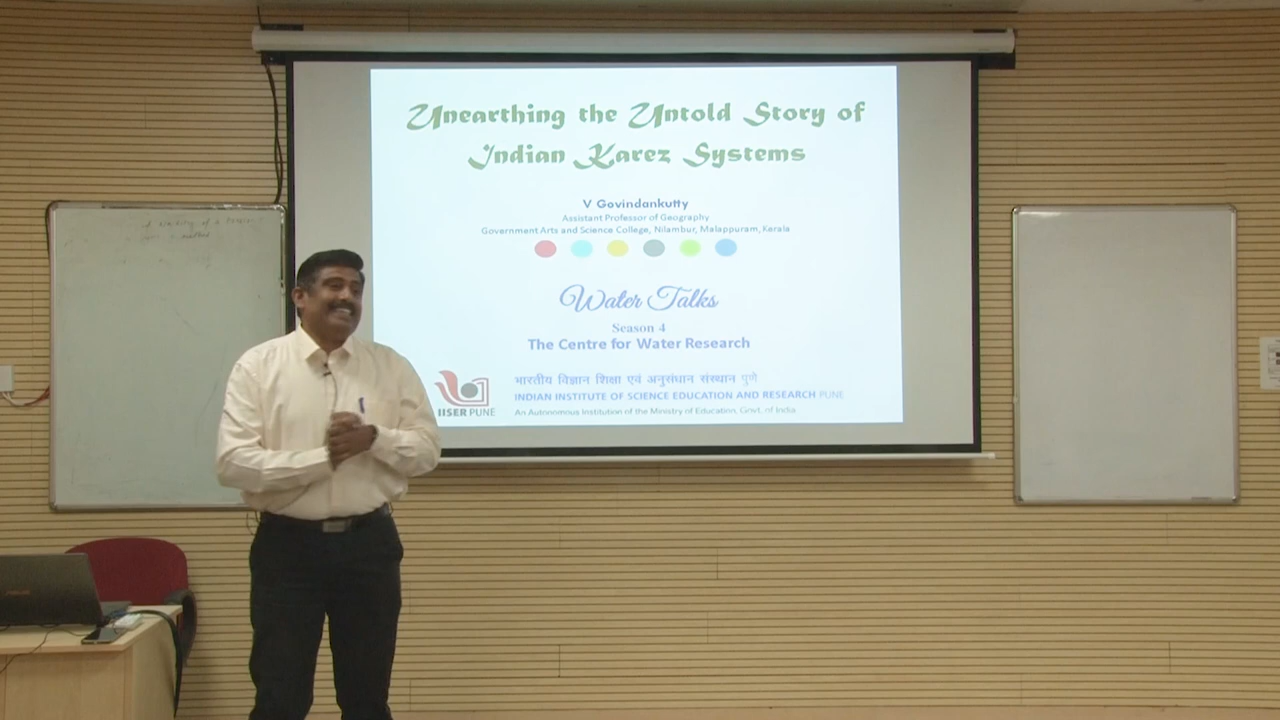 Unearthing the Untold Story of
Indian Karez Systems
V Govindankutty
Assistant Professor of Geography
Government Arts and Science College, Nilambur, Malappuram, Kerala
Water Talks
Season 4
The Centre for Water Research
IISER PUNE
भारतीय विज्ञान शिक्षा एवं अनुसंधान संस्थान पुणे
INDIAN INSTITUTE OF SCIENCE EDUCATION AND RESEARCH PUNE
An Autonomous Institution of the Ministry of Education, Govt. of India